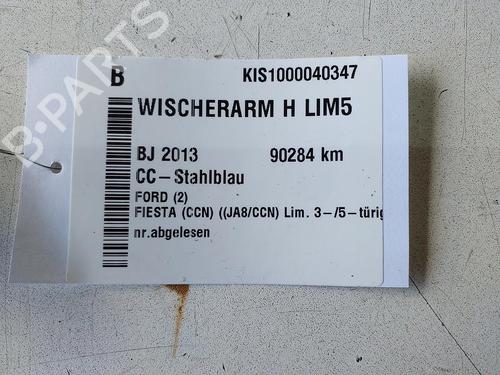 B KIS1000040347
WISCHERARM H LIM5
BJ 2013 90284 km
CC-Stahlblau
FORD (2)
FIESTA (CCN) ((JA8/CCN) Lim. 3-/5-türig
nr.abgelesen
B-PARTS